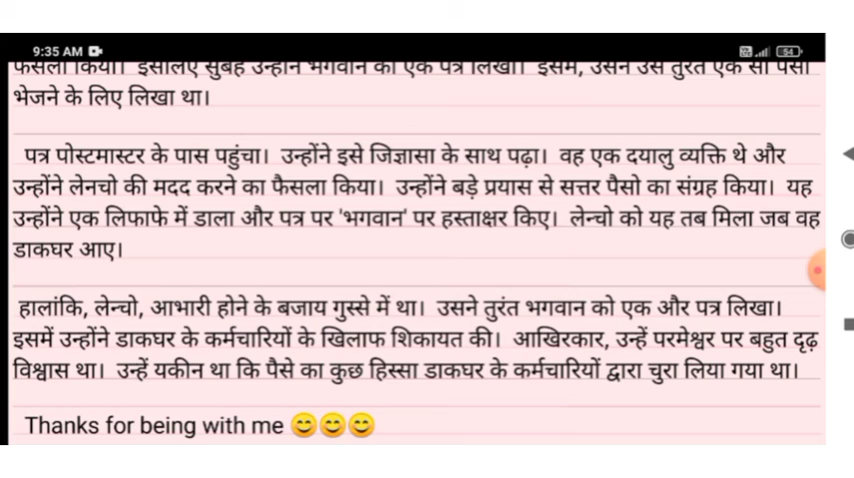 9:35 AM
54
फैसला किया। इसलिए सुबह उन्होंने भगवान को एक पत्र लिखा। इसमें, उसने उसे तुरंत एक सौ पैसा
भेजने के लिए लिखा था।
पत्र पोस्टमास्टर के पास पहुंचा। उन्होंने इसे जिज्ञासा के साथ पढ़ा। वह एक दयालु व्यक्ति थे और
उन्होंने लेनचो की मदद करने का फैसला किया। उन्होंने बड़े प्रयास से सत्तर पैसो का संग्रह किया। यह
उन्होंने एक लिफाफे में डाला और पत्र पर 'भगवान' पर हस्ताक्षर किए। लेन्चो को यह तब मिला जब वह
डाकघर आए।
हालांकि, लेन्चो, आभारी होने के बजाय गुस्से में था। उसने तुरंत भगवान को एक और पत्र लिखा।
इसमें उन्होंने डाकघर के कर्मचारियों के खिलाफ शिकायत की। आखिरकार, उन्हें परमेश्वर पर बहुत दृढ़
विश्वास था। उन्हें यकीन था कि पैसे का कुछ हिस्सा डाकघर के कर्मचारियों द्वारा चुरा लिया गया था।
Thanks for being with me 😊😊😊